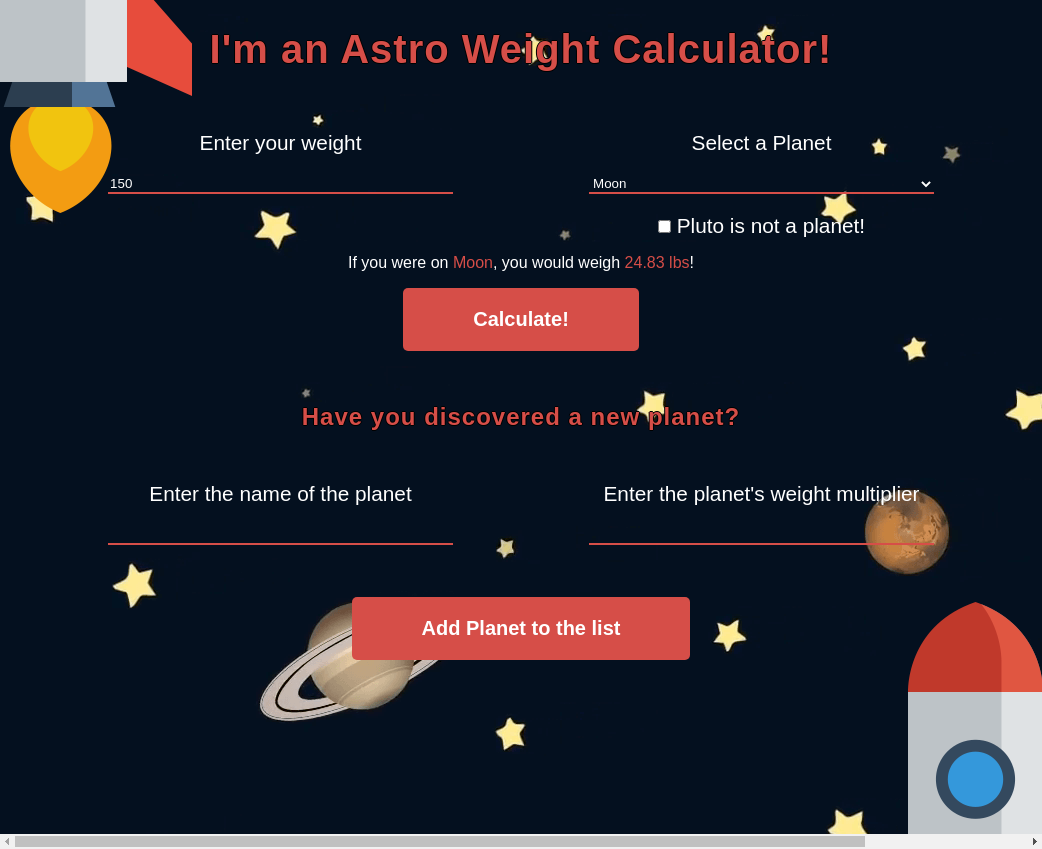 I'm an Astro Weight Calculator!
Enter your weight
Select a Planet
150
Moon
Pluto is not a planet!
If you were on Moon, you would weigh 24.83 lbs!
Calculate!
Have you discovered a new planet?
Enter the name of the planet
Enter the planet's weight multiplier
Add Planet to the list